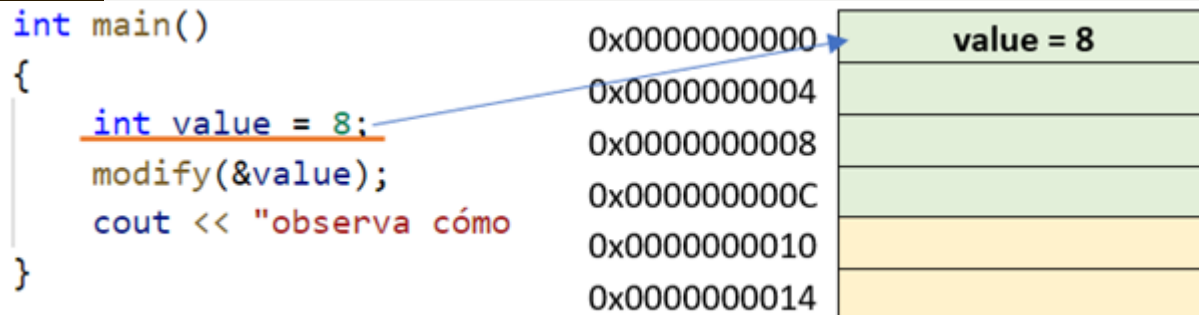 int main()
{
int value = 8;
modify(&value);
cout << "observa cómo
}
0x0000000000
value = 8
0x0000000004
0x0000000008
0x000000000C
0x0000000010
0x0000000014